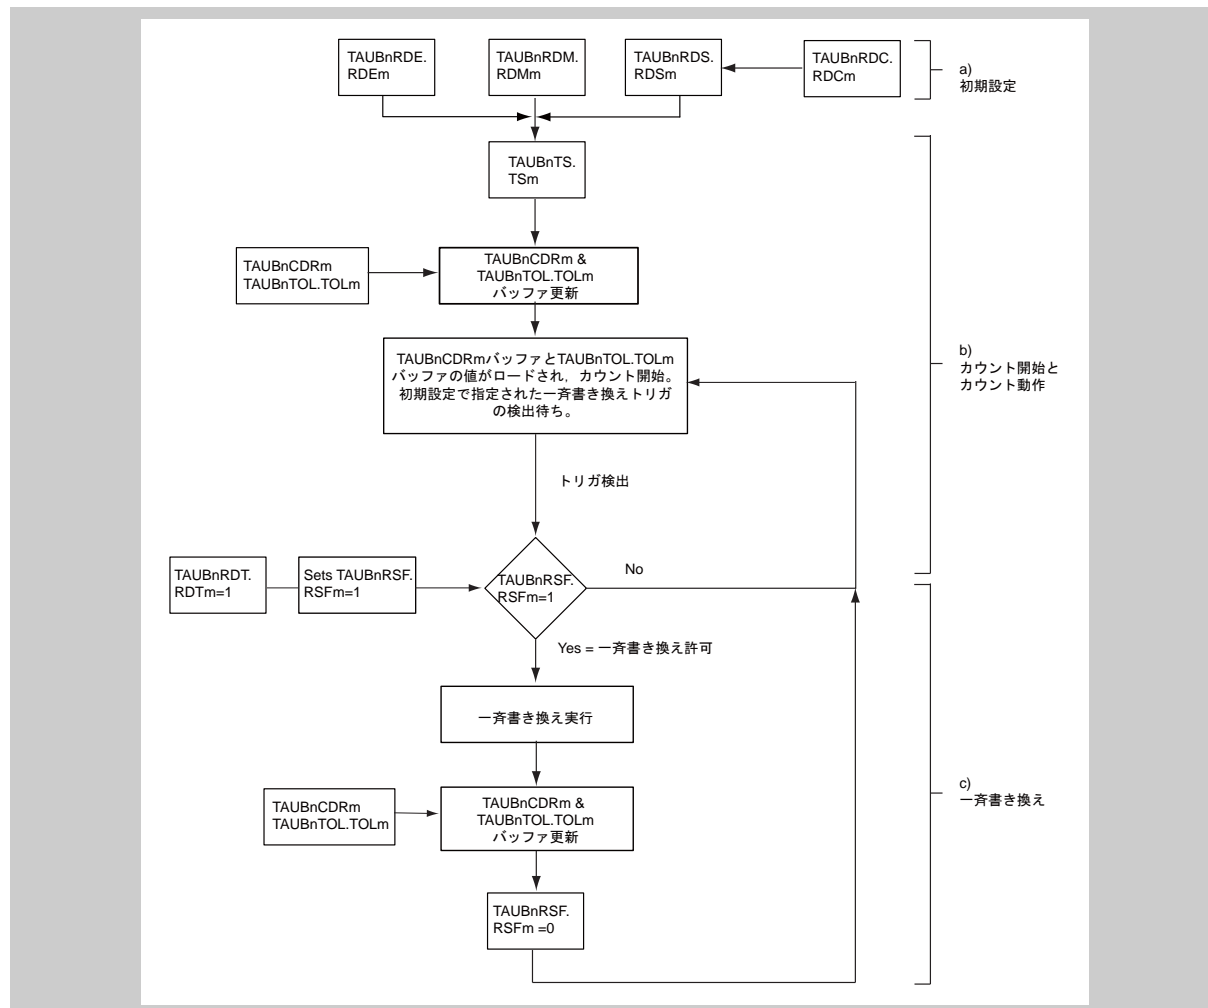 TAUBnRDE.
RDEm
TAUBnRDM.
RDMm
TAUBnRDS.
RDSm
TAUBnRDC.
RDCm
a)
初期設定
TAUBnTS.
TSm
TAUBnCDRm
TAUBnTOL.TOLm
TAUBnCDRm &
TAUBnTOL.TOLm
バッファ更新
TAUBnCDRmバッファとTAUBnTOL.TOLm
バッファの値がロードされ，カウント開始。
初期設定で指定された一斉書き換えトリガ
の検出待ち。
b)
カウント開始と
カウント動作
トリガ検出
TAUBnRDT.
RDTm=1
Sets TAUBnRSF.
RSFm=1
TAUBnRSF.
RSFm=1
No
Yes = 一斉書き換え許可
一斉書き換え実行
c)
一斉書き換え
TAUBnCDRm
TAUBnTOL.TOLm
TAUBnCDRm &
TAUBnTOL.TOLm
バッファ更新
TAUBnRSF.
RSFm =0